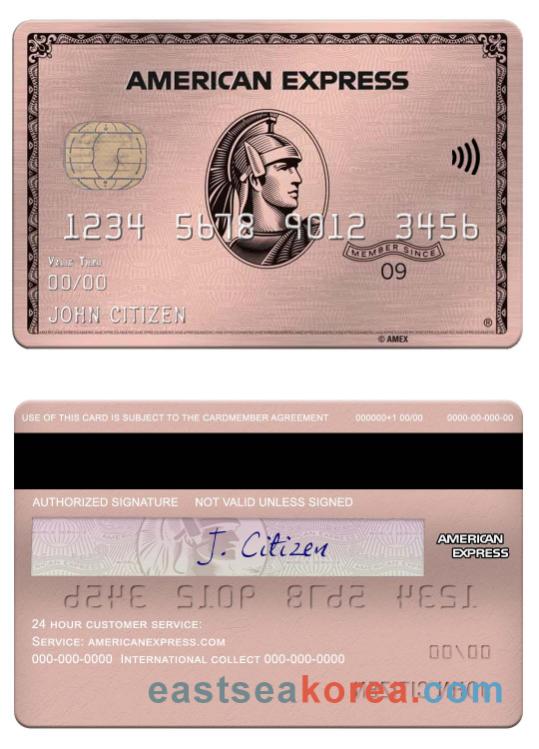 AMERICAN EXPRESS
1234 5678 9012 3456
MEMBER SINCE
VALID THRU
00/00
09
JOHN CITIZEN
®
© AMEX
USE OF THIS CARD IS SUBJECT TO THE CARDMEMBER AGREEMENT 000000+1 00/00 0000-00-000-00
AUTHORIZED SIGNATURE NOT VALID UNLESS SIGNED
J. Citizen
AMERICAN
EXPRESS
1234 5678 9012 3456
24 HOUR CUSTOMER SERVICE:
SERVICE: AMERICANEXPRESS.COM
000-000-0000 INTERNATIONAL COLLECT 000-000-0000
00/00
JOHN CITIZEN
eastseakorea.com